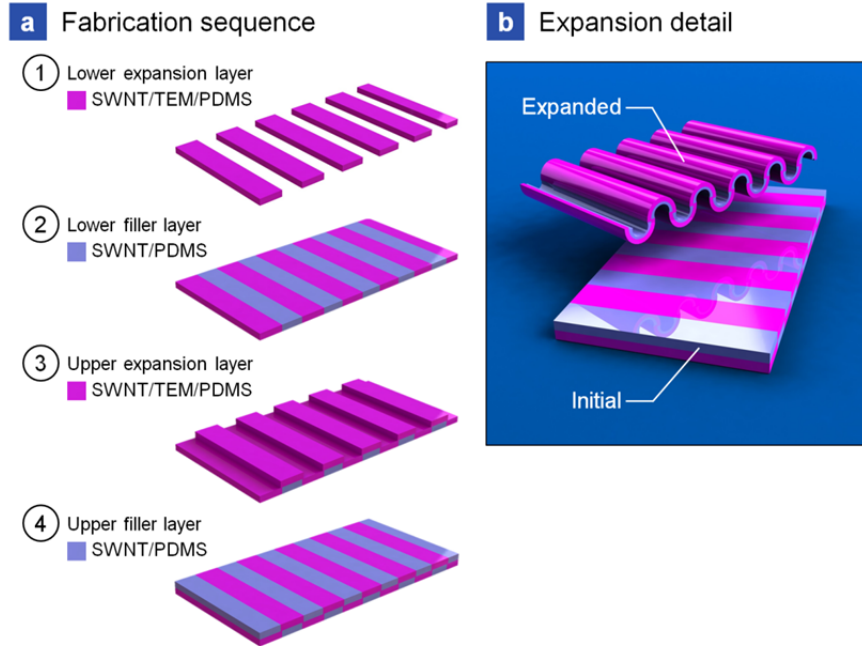 a Fabrication sequence
1 Lower expansion layer
SWNT/TEM/PDMS
2 Lower filler layer
SWNT/PDMS
3 Upper expansion layer
SWNT/TEM/PDMS
4 Upper filler layer
SWNT/PDMS
b Expansion detail
Expanded
Initial